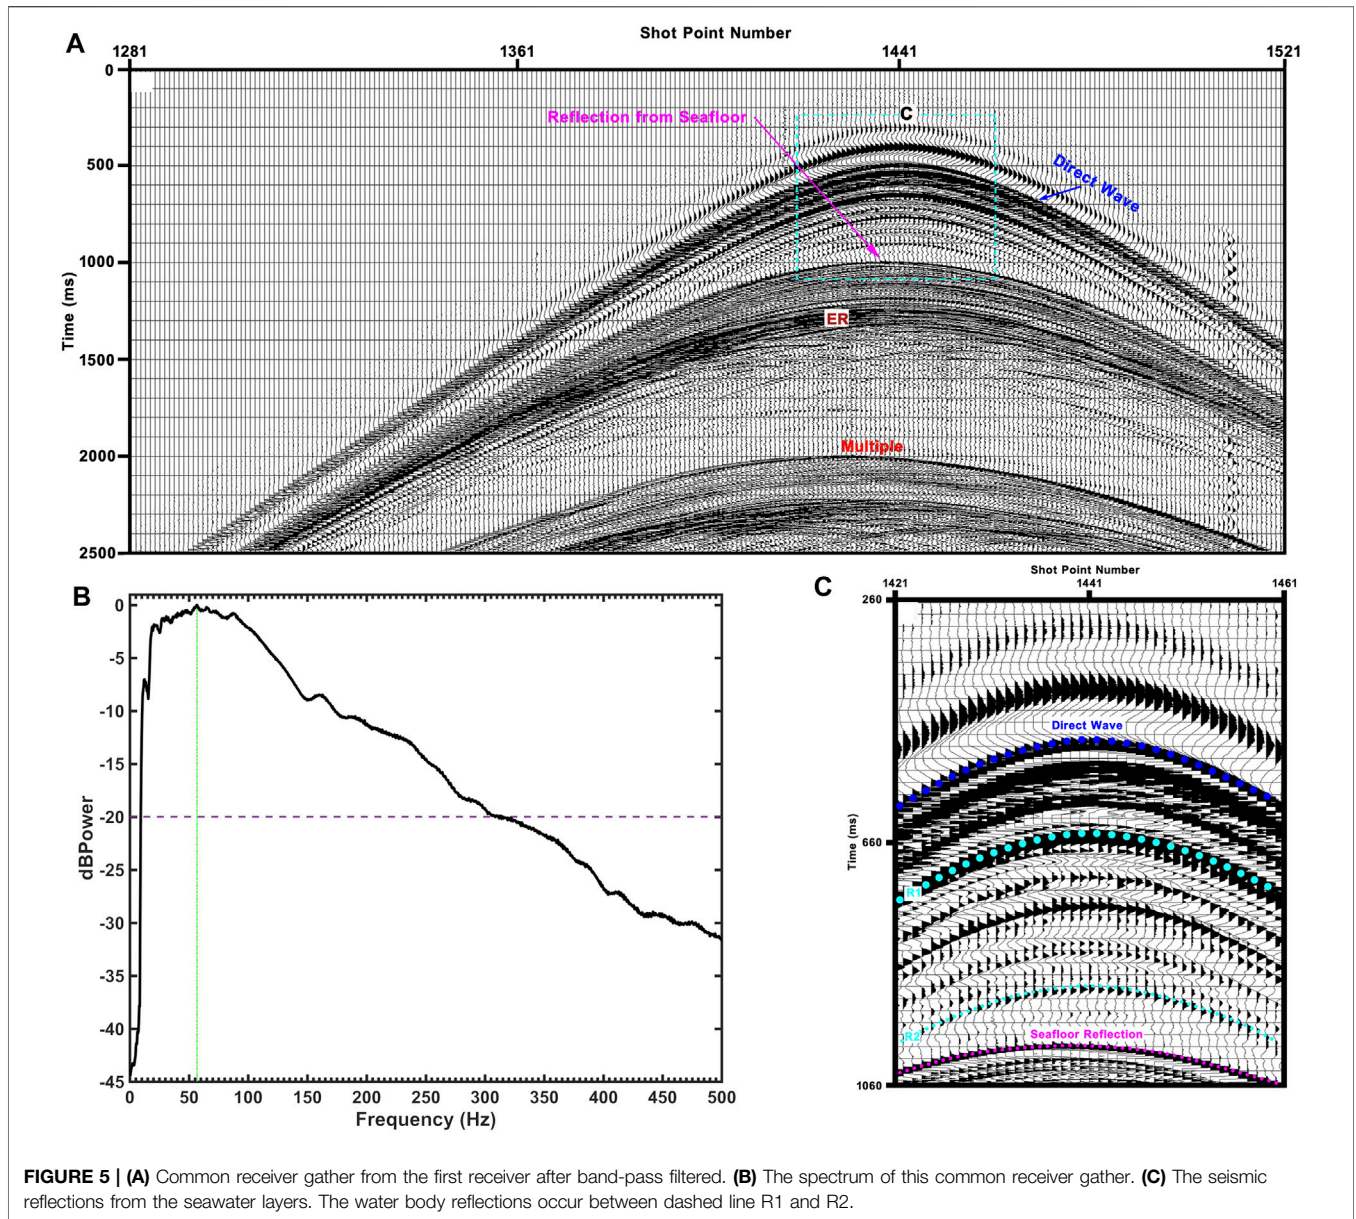 A
Shot Point Number
1281 1361 1441 1521
0
500
1000
1500
2000
2500
Time (ms)
Reflection from Seafloor
C
Direct Wave
ER
Multiple
B
0
-5
-10
-15
-20
-25
-30
-35
-40
-45
dBPower
0 50 100 150 200 250 300 350 400 450 500
Frequency (Hz)
C
Shot Point Number
1421 1441 1461
260
660
1060
Time (ms)
Direct Wave
R1
R2
Seafloor Reflection
FIGURE 5 | (A) Common receiver gather from the first receiver after band-pass filtered. (B) The spectrum of this common receiver gather. (C) The seismic
reflections from the seawater layers. The water body reflections occur between dashed line R1 and R2.